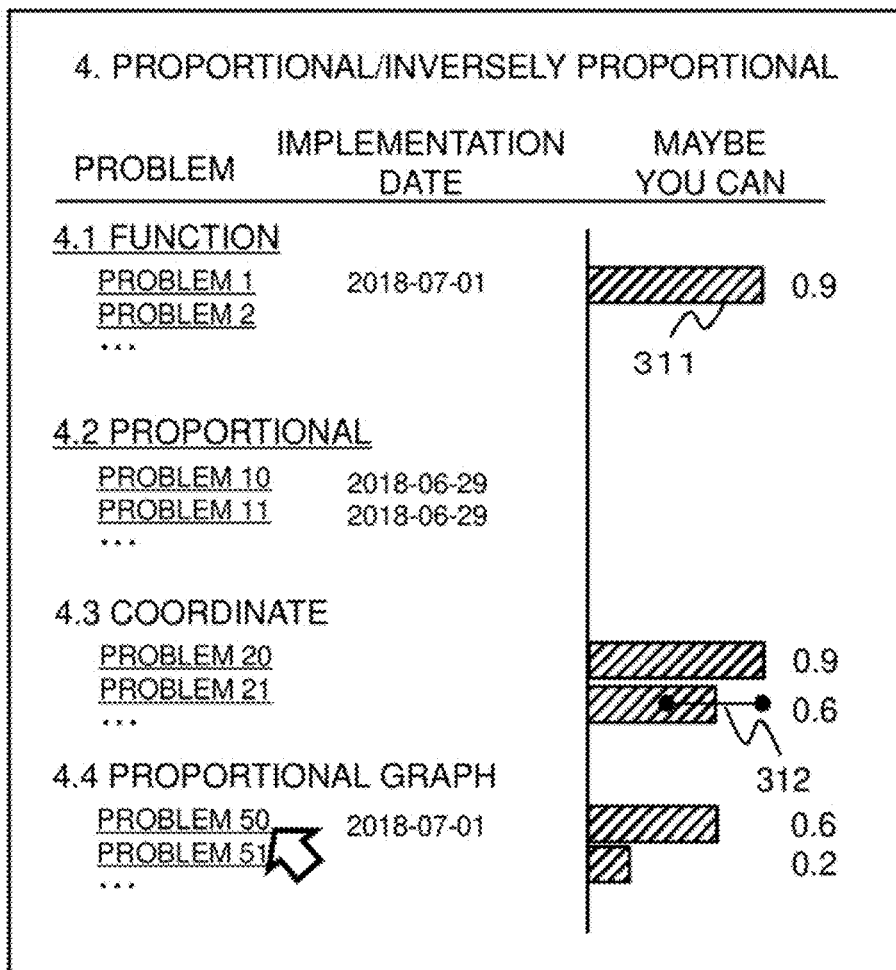 4. PROPORTIONAL/INVERSELY PROPORTIONAL
PROBLEM IMPLEMENTATION DATE MAYBE YOU CAN
4.1 FUNCTION
PROBLEM 1 2018-07-01 0.9
PROBLEM 2
...
311
4.2 PROPORTIONAL
PROBLEM 10 2018-06-29
PROBLEM 11 2018-06-29
...
4.3 COORDINATE
PROBLEM 20 0.9
PROBLEM 21 0.6
...
312
4.4 PROPORTIONAL GRAPH
PROBLEM 50 2018-07-01 0.6
PROBLEM 51 0.2
...